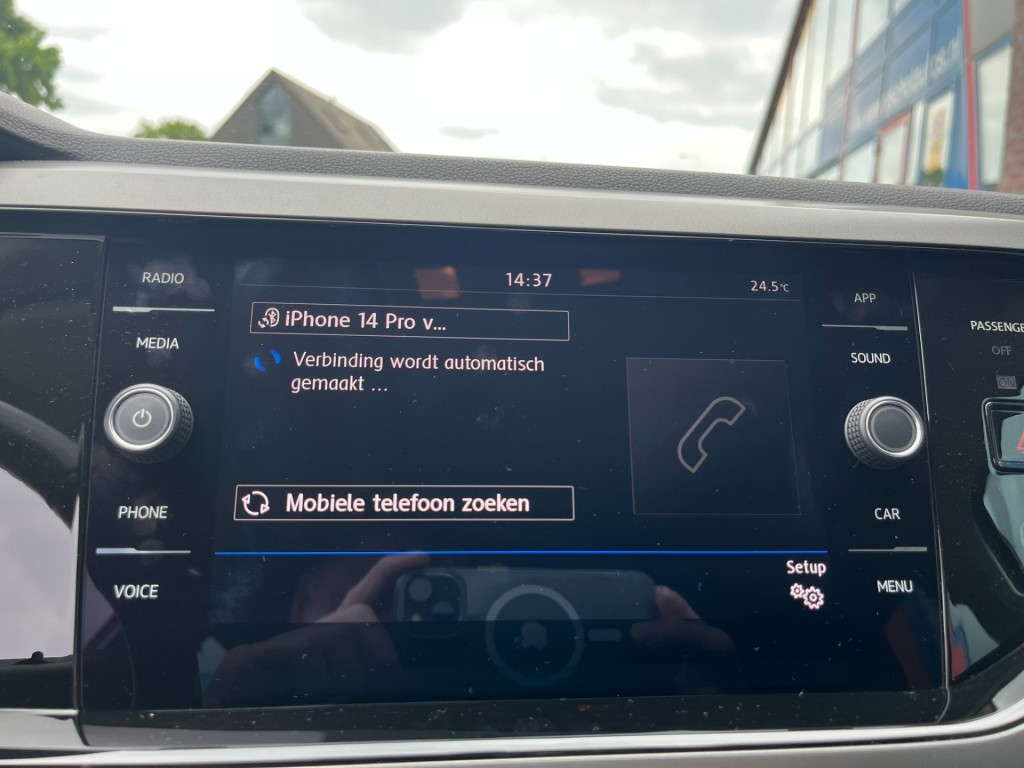 RADIO
14:37
24.5°C
APP
iPhone 14 Pro v...
PASSENGE
MEDIA
OFF
SOUND
Verbinding wordt automatisch
gemaakt ...
ON
PHONE
Mobiele telefoon zoeken
CAR
Setup
VOICE
MENU